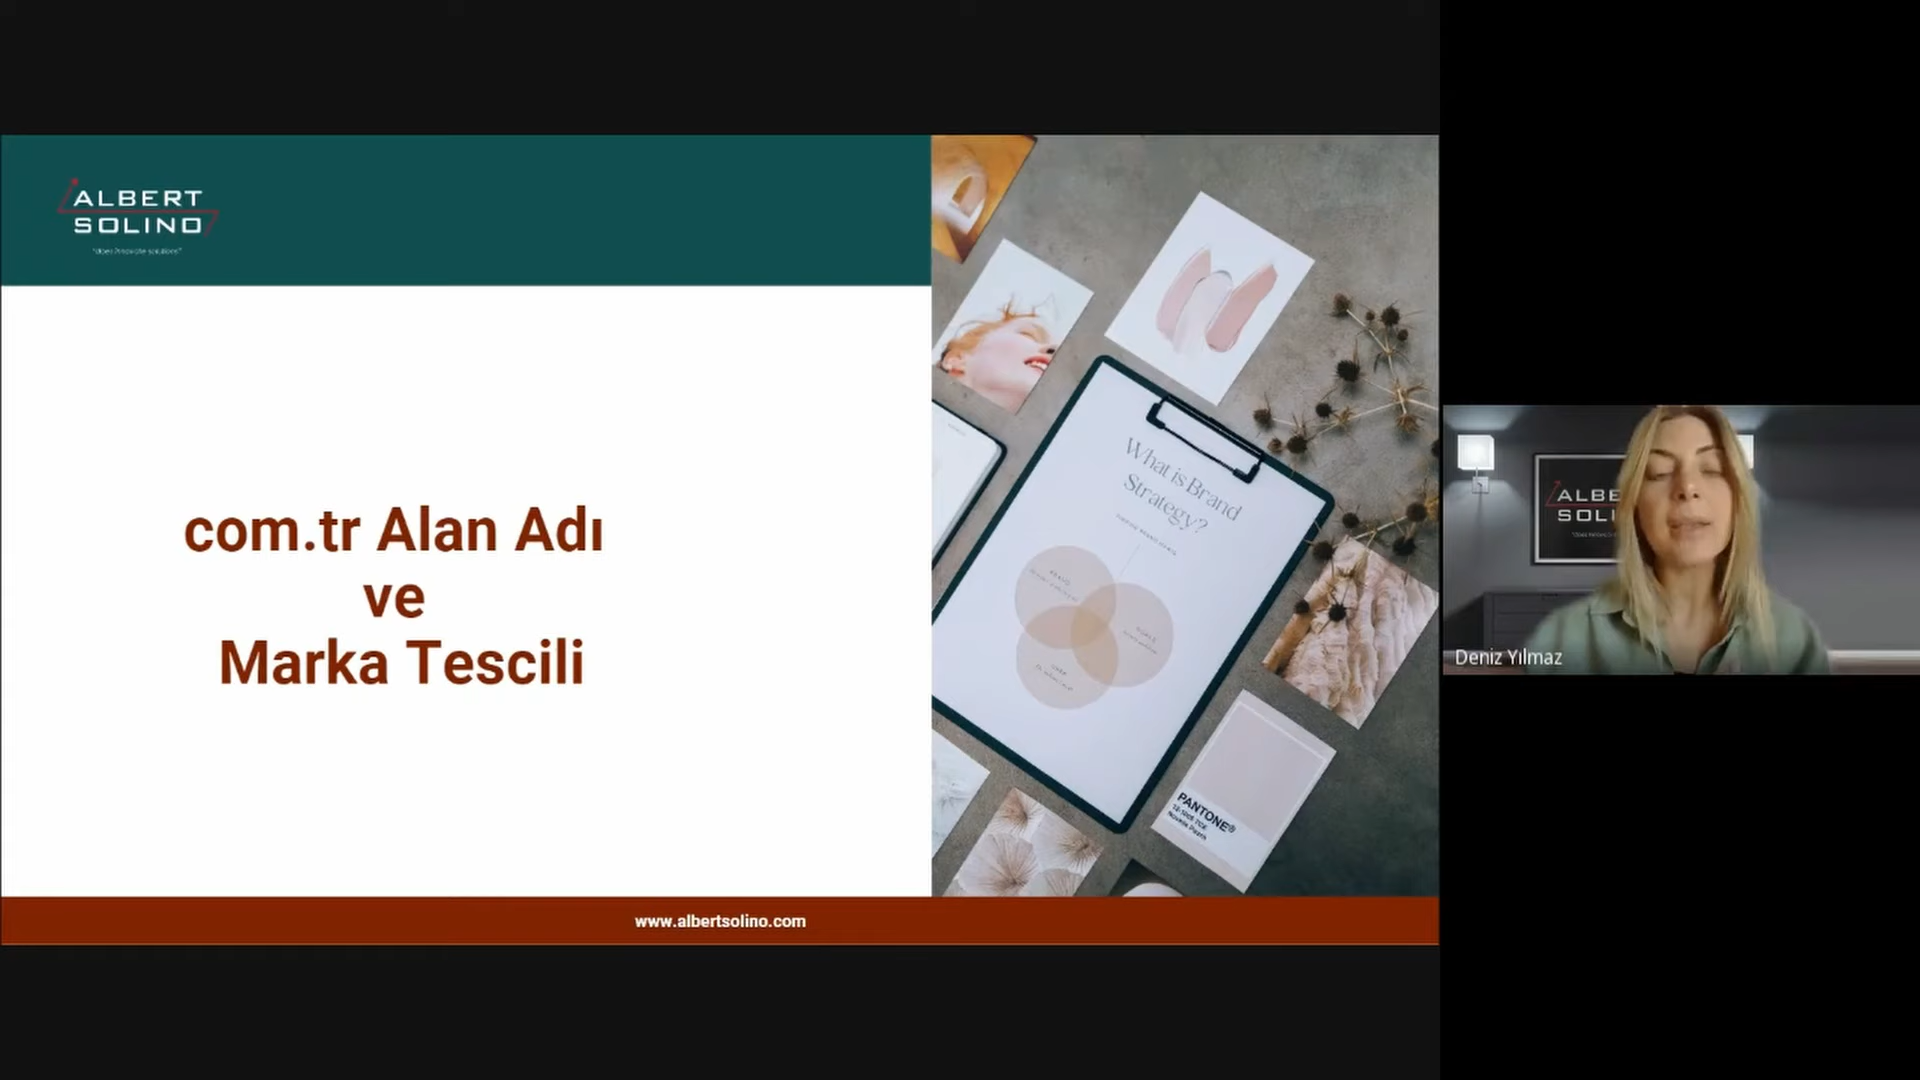 ALBERT
SOLINO
com.tr Alan Adı
ve
Marka Tescili
What is Brand
Strategy?
PANTONE®
www.albertsolino.com
ALBE
SOLI
Deniz Yılmaz